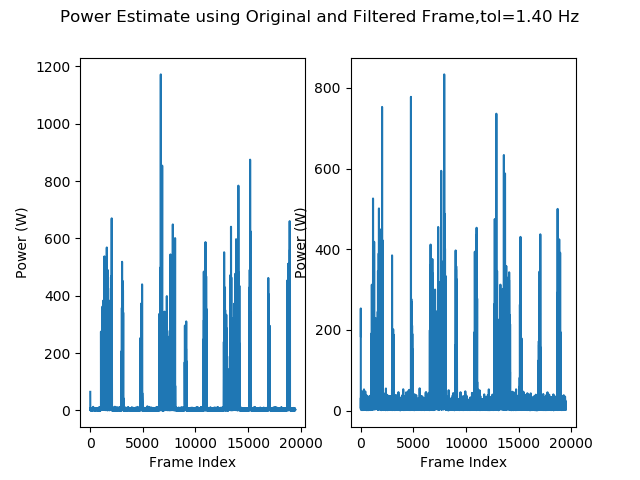 Power Estimate using Original and Filtered Frame,tol=1.40 Hz
Power (W)
1200
1000
800
600
400
200
0
0 5000 10000 15000 20000
Frame Index
Power (W)
800
600
400
200
0
0 5000 10000 15000 20000
Frame Index